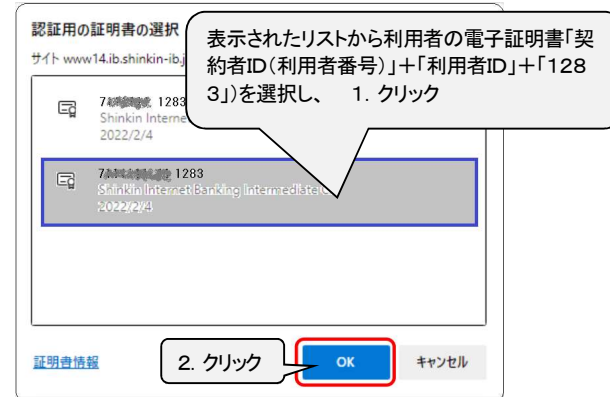 認証用の証明書の選択
サイト www14.ib.shinkin-ib.j
表示されたリストから利用者の電子証明書「契
約者ID(利用者番号)」+「利用者ID」+「128
3」)を選択し、 1. クリック
7 1283
Shinkin Interne
2022/2/4
7 1283
Shinkin Internet Banking Intermediate
2022/2/4
証明書情報
2. クリック
OK
キャンセル